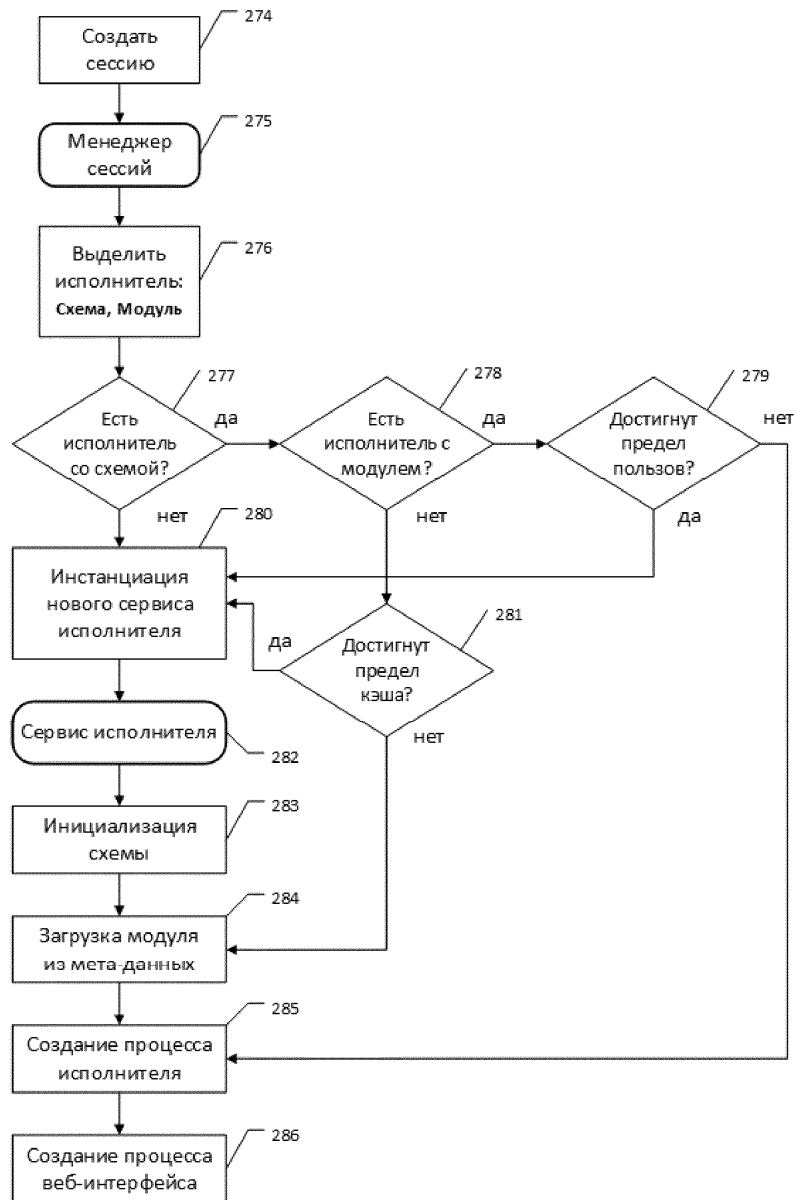 274
Создать
сессию
275
Менеджер
сессий
276
Выделить
исполнитель:
Схема, Модуль
277
278
279
Есть
исполнитель
со схемой?
да
Есть
исполнитель с
модулем?
да
Достигнут
предел
пользов?
нет
нет
280
нет
да
Инстанциация
нового сервиса
исполнителя
281
да
Достигнут
предел
кэша?
нет
Сервис исполнителя
282
283
Инициализация
схемы
284
Загрузка модуля
из мета-данных
285
Создание процесса
исполнителя
286
Создание процесса
веб-интерфейса